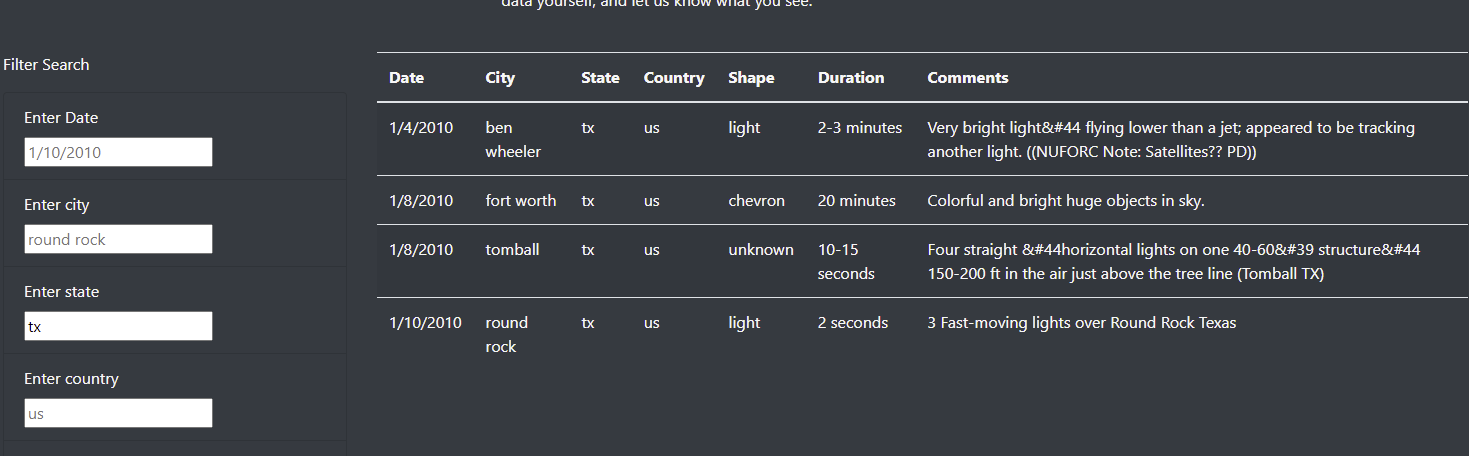 data yourself, and let us know what you see.
Filter Search
Enter Date
1/10/2010
Enter city
round rock
Enter state
tx
Enter country
us
Date City State Country Shape Duration Comments
1/4/2010 ben wheeler tx us light 2-3 minutes Very bright light&#44 flying lower than a jet; appeared to be tracking
another light. ((NUFORC Note: Satellites?? PD))
1/8/2010 fort worth tx us chevron 20 minutes Colorful and bright huge objects in sky.
1/8/2010 tomball tx us unknown 10-15 seconds Four straight &#44horizontal lights on one 40-60&#39 structure&#44
150-200 ft in the air just above the tree line (Tomball TX)
1/10/2010 round rock tx us light 2 seconds 3 Fast-moving lights over Round Rock Texas